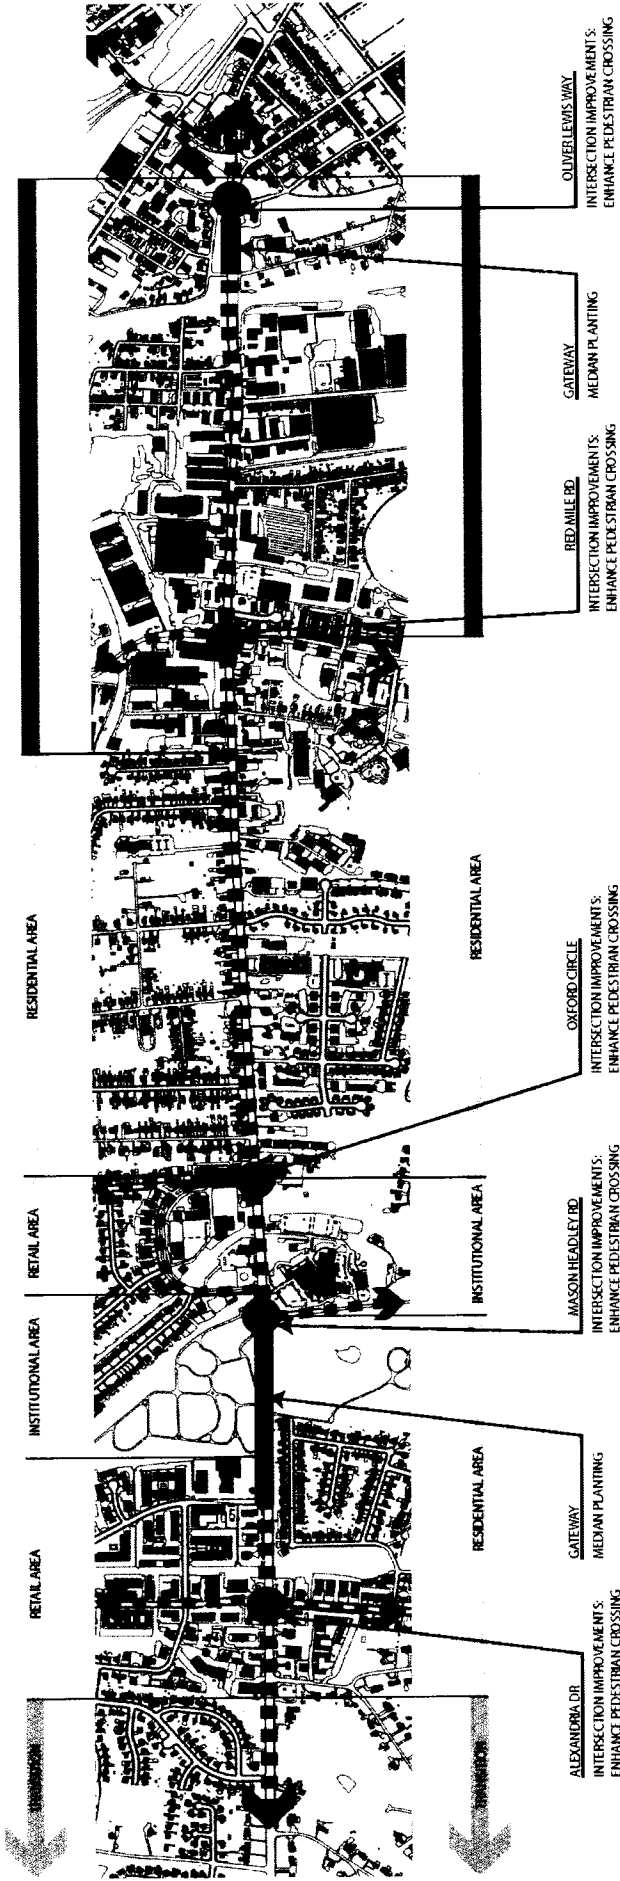 TRANSITION
RETAIL AREA
INSTITUTIONAL AREA
RETAIL AREA
RESIDENTIAL AREA
TRANSITION
RESIDENTIAL AREA
INSTITUTIONAL AREA
RESIDENTIAL AREA
ALEXANDRIA DR
INTERSECTION IMPROVEMENTS:
ENHANCE PEDESTRIAN CROSSING
GATEWAY
MEDIAN PLANTING
MASON HEADLEY RD
INTERSECTION IMPROVEMENTS:
ENHANCE PEDESTRIAN CROSSING
OXFORD CIRCLE
INTERSECTION IMPROVEMENTS:
ENHANCE PEDESTRIAN CROSSING
RED MILE RD
INTERSECTION IMPROVEMENTS:
ENHANCE PEDESTRIAN CROSSING
GATEWAY
MEDIAN PLANTING
OLIVER LEWIS WAY
INTERSECTION IMPROVEMENTS:
ENHANCE PEDESTRIAN CROSSING